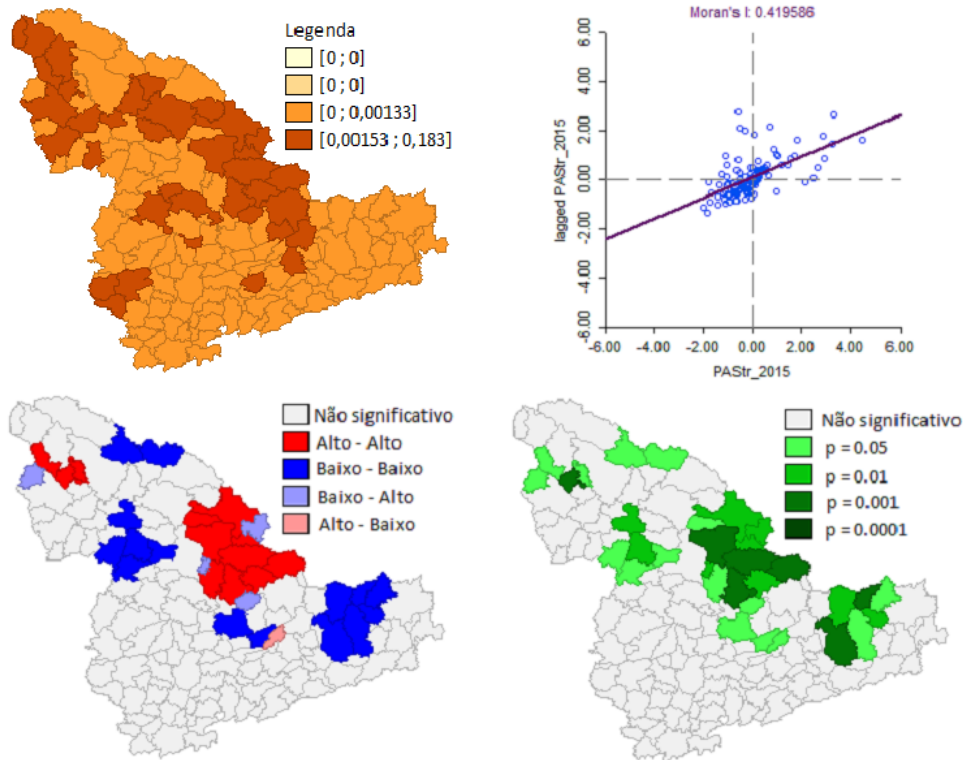 Legenda
[0 ; 0]
[0 ; 0]
[0 ; 0,00133]
[0,00153 ; 0,183]
Moran's I: 0.419586
6.00
4.00
2.00
0.00
-2.00
-4.00
-6.00
lagged PAStr_2015
-6.00 -4.00 -2.00 0.00 2.00 4.00 6.00
PAStr_2015
Não significativo
Alto - Alto
Baixo - Baixo
Baixo - Alto
Alto - Baixo
Não significativo
p = 0.05
p = 0.01
p = 0.001
p = 0.0001